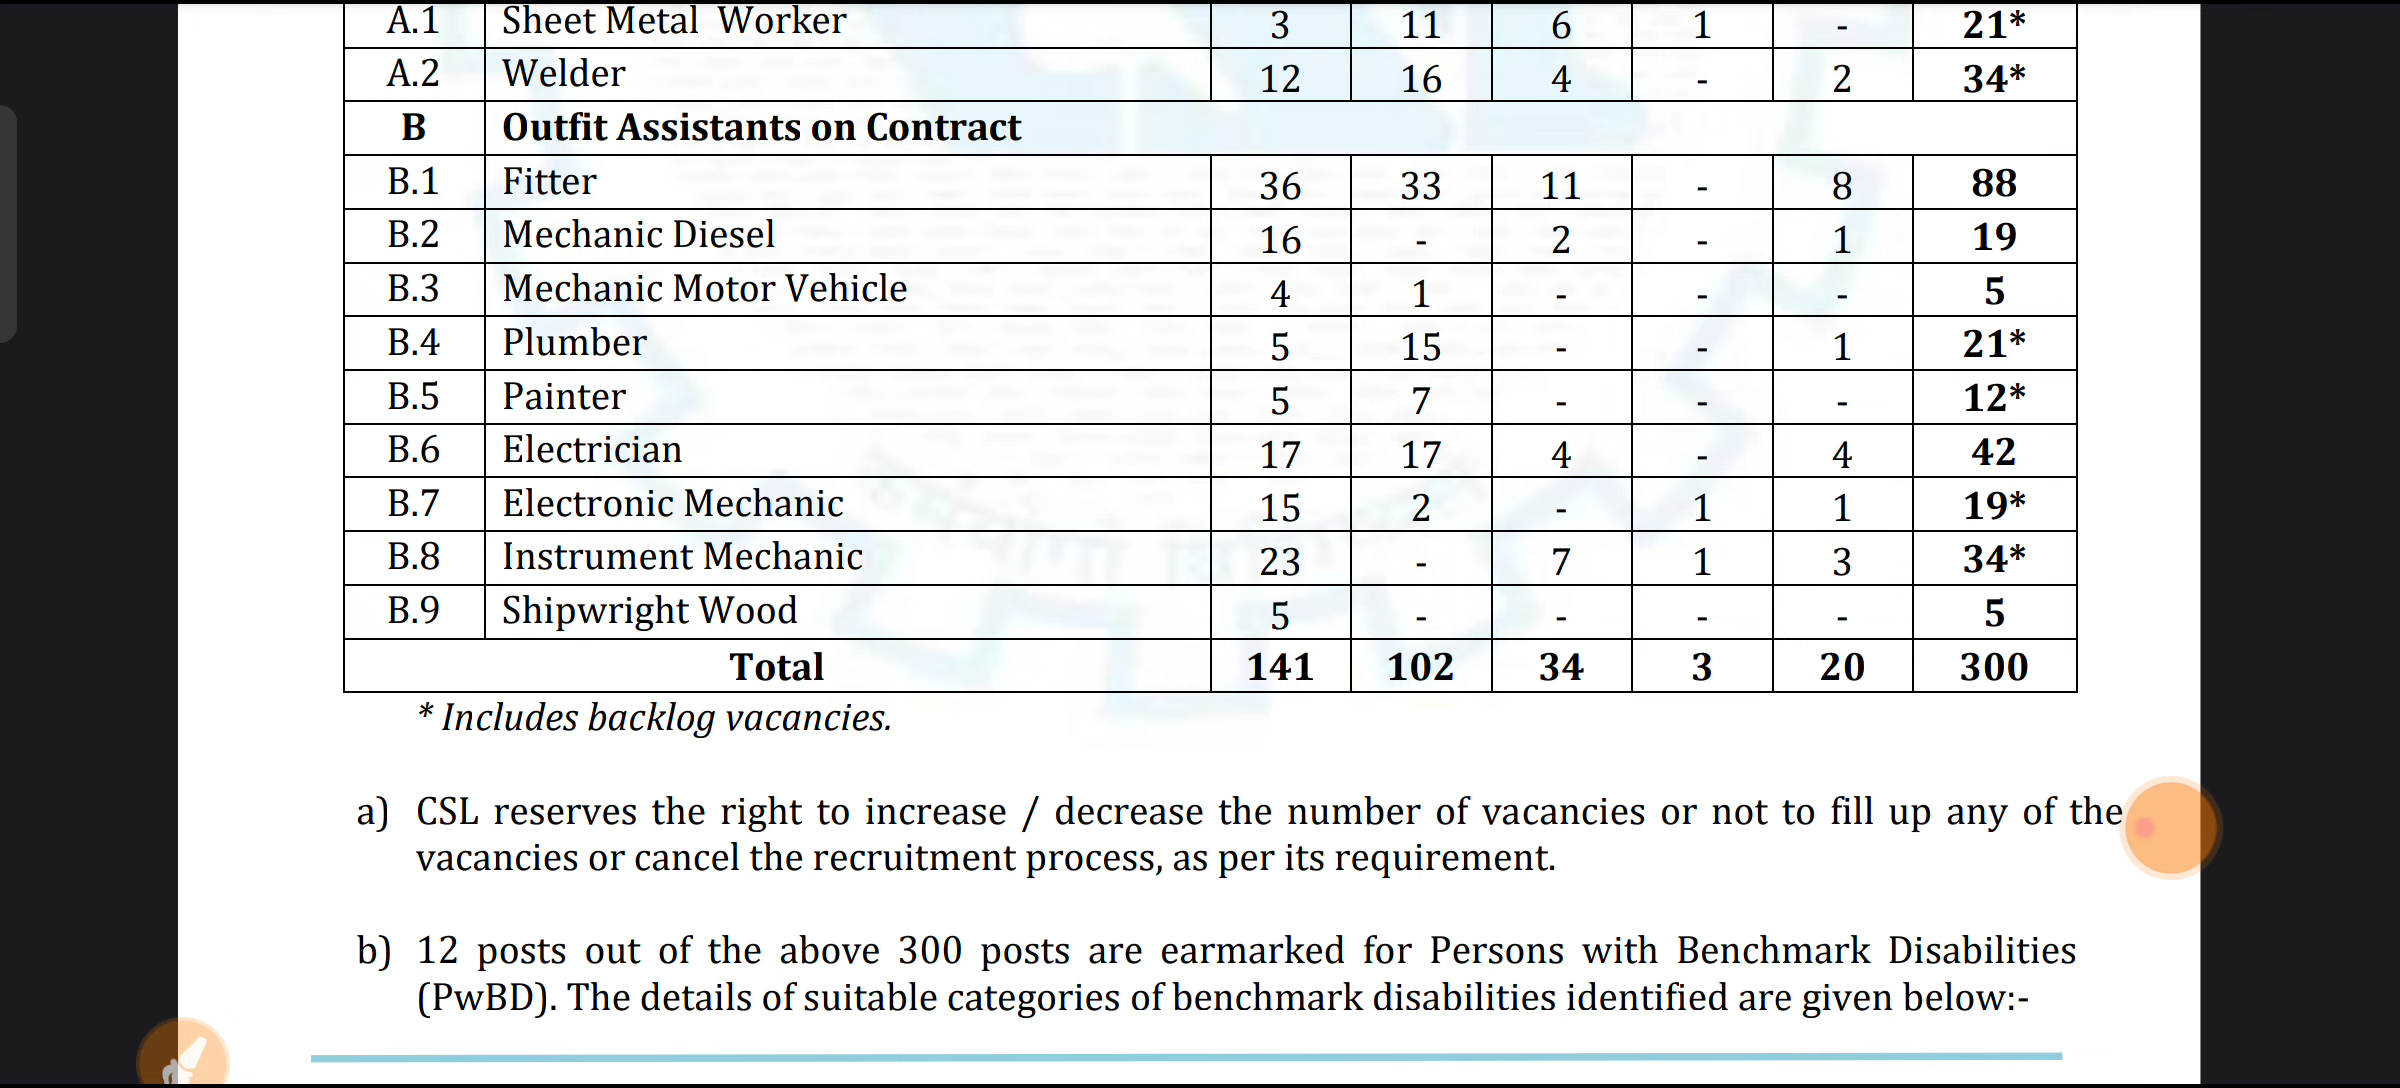 A.1 Sheet Metal Worker 3 11 6 1 - 21*
A.2 Welder 12 16 4 - 2 34*
B Outfit Assistants on Contract
B.1 Fitter 36 33 11 - 8 88
B.2 Mechanic Diesel 16 - 2 - 1 19
B.3 Mechanic Motor Vehicle 4 1 - - - 5
B.4 Plumber 5 15 - - 1 21*
B.5 Painter 5 7 - - - 12*
B.6 Electrician 17 17 4 - 4 42
B.7 Electronic Mechanic 15 2 - 1 1 19*
B.8 Instrument Mechanic 23 - 7 1 3 34*
B.9 Shipwright Wood 5 - - - - 5
Total 141 102 34 3 20 300
* Includes backlog vacancies.
a) CSL reserves the right to increase / decrease the number of vacancies or not to fill up any of the
vacancies or cancel the recruitment process, as per its requirement.
b) 12 posts out of the above 300 posts are earmarked for Persons with Benchmark Disabilities
(PwBD). The details of suitable categories of benchmark disabilities identified are given below:-